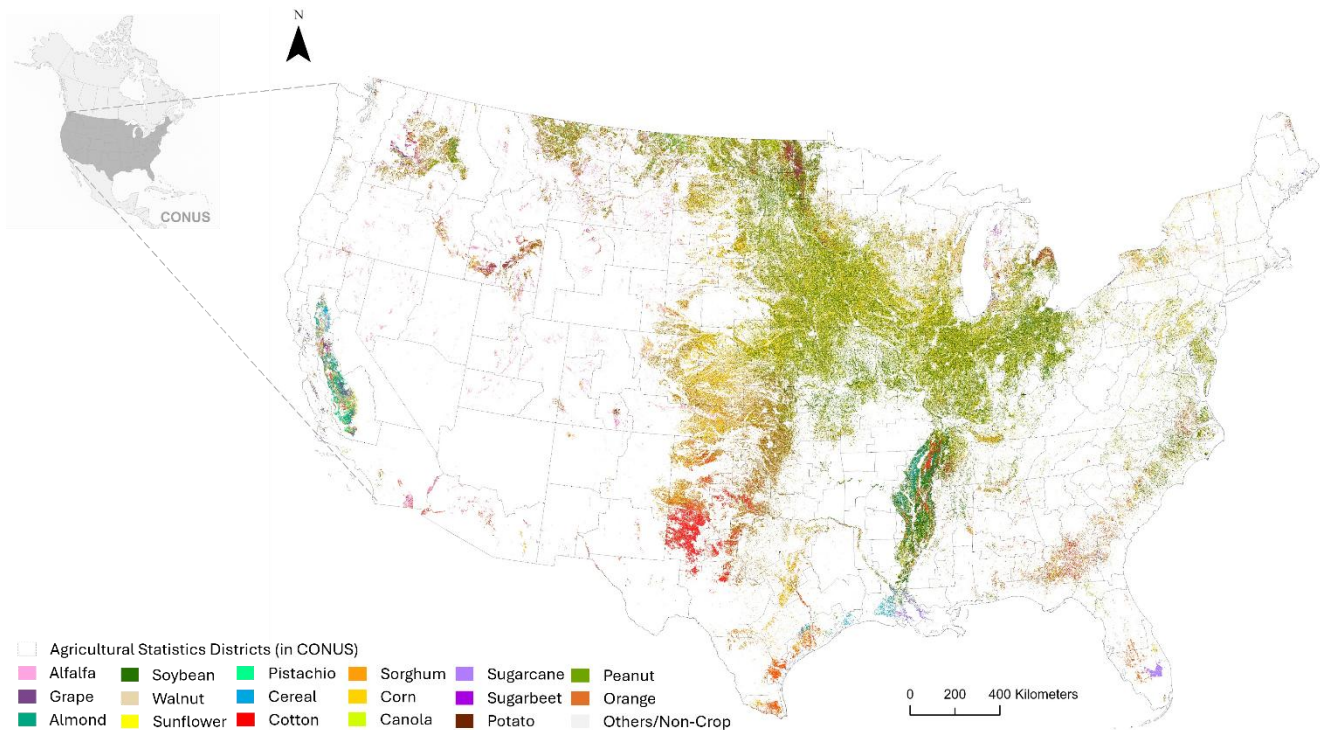 N
CONUS
Agricultural Statistics Districts (in CONUS)
Alfalfa Soybean Pistachio Sorghum Sugarcane Peanut
Grape Walnut Cereal Corn Sugarbeet Orange
Almond Sunflower Cotton Canola Potato Others/Non-Crop
0 200 400 Kilometers